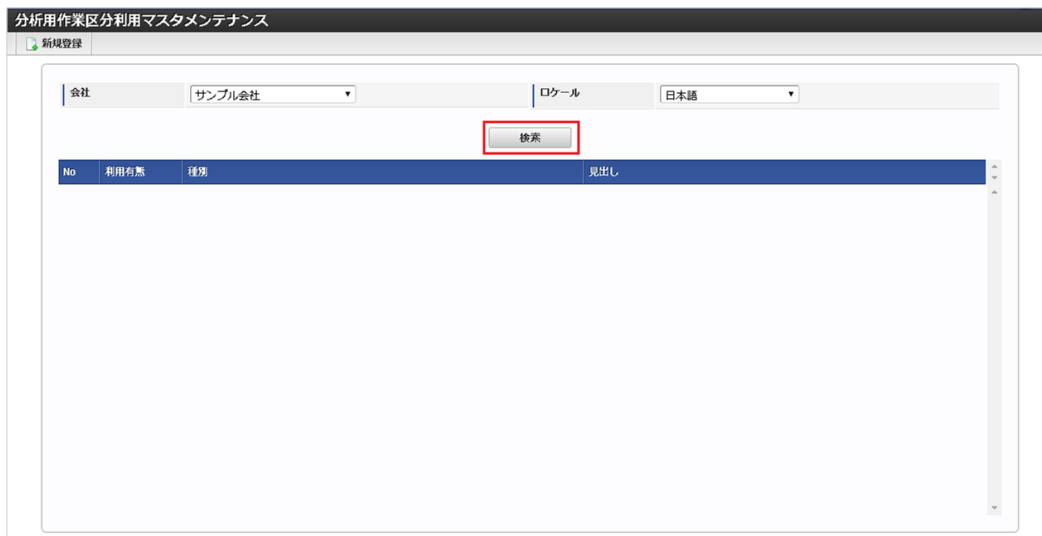 分析用作業区分利用マスタメンテナンス
新規登録
会社 サンプル会社 ロケール 日本語
検索
No 利用有無 種別 見出し